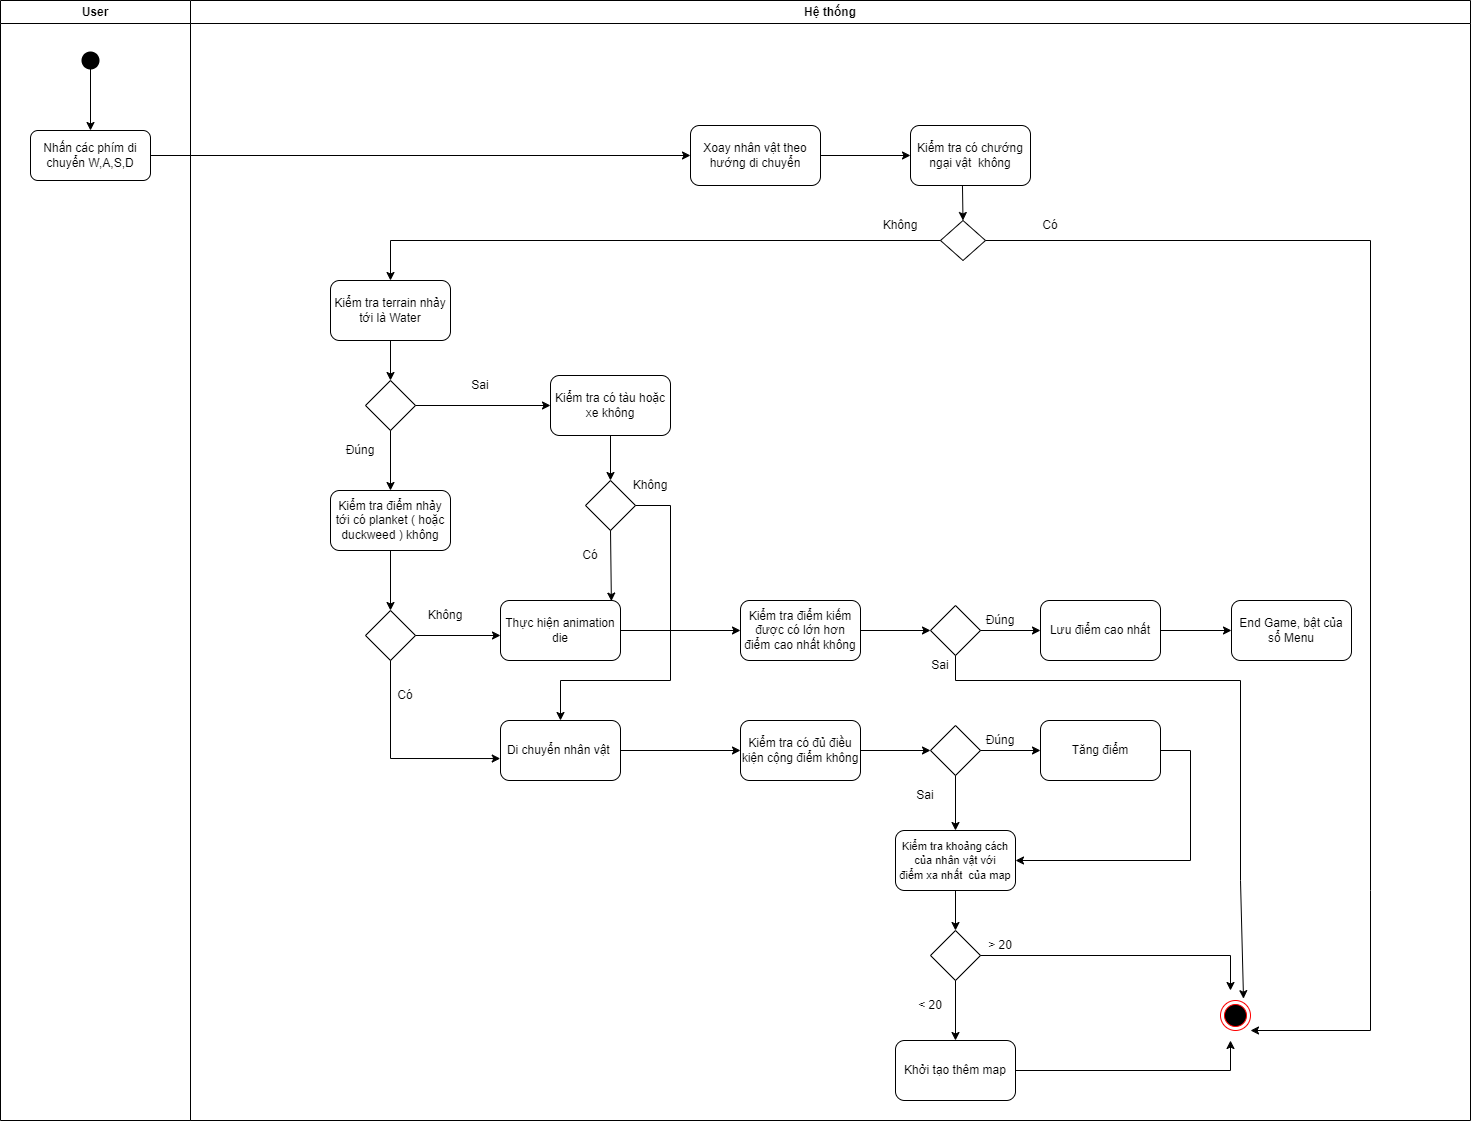 User
Hệ thống
Nhấn các phím di
chuyển W,A,S,D
Xoay nhân vật theo
hướng di chuyển
Kiểm tra có chướng
ngại vật không
Không
Có
Kiểm tra terrain nhảy
tới là Water
Sai
Kiểm tra có tàu hoặc
xe không
Đúng
Không
Kiểm tra điểm nhảy
tới có planket ( hoặc
duckweed ) không
Có
Không
Thực hiện animation
die
Kiểm tra điểm kiếm
được có lớn hơn
điểm cao nhất không
Đúng
Lưu điểm cao nhất
End Game, bật của
sổ Menu
Sai
Có
Di chuyển nhân vật
Kiểm tra có đủ điều
kiện cộng điểm không
Đúng
Tăng điểm
Sai
Kiểm tra khoảng cách
của nhân vật với
điểm xa nhất của map
> 20
< 20
Khởi tạo thêm map